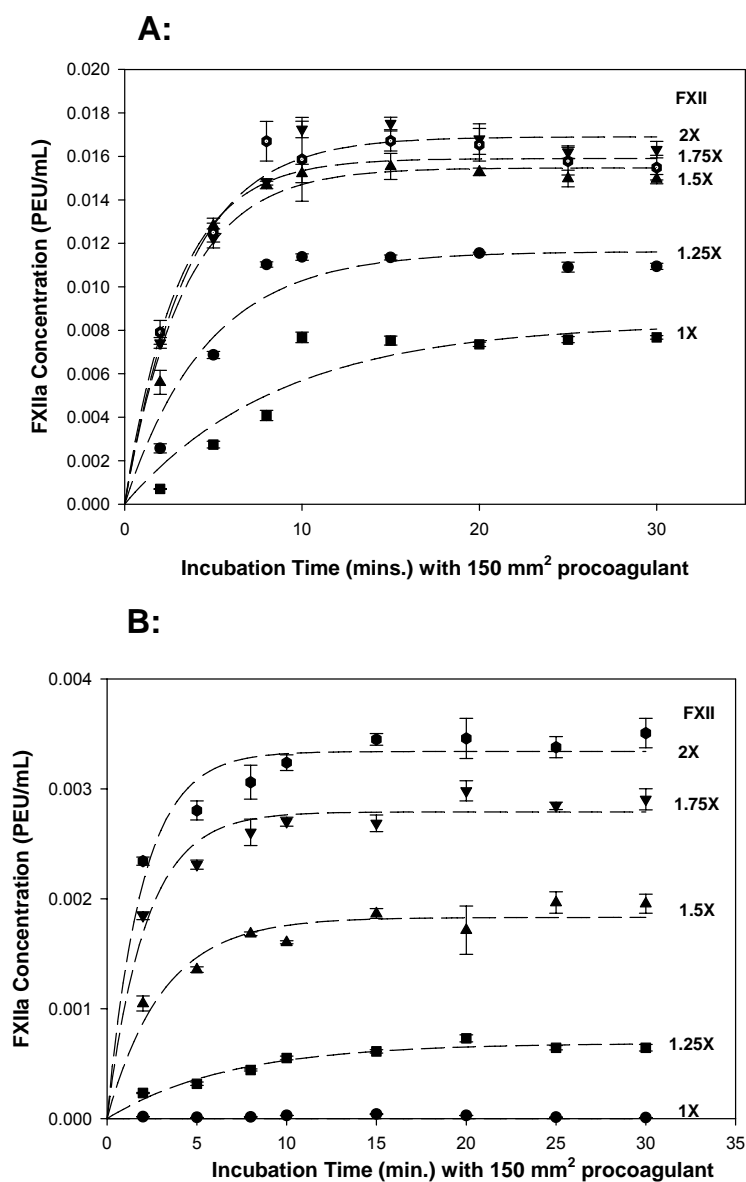 A:
FXIIa Concentration (PEU/mL)
0.020
0.018
0.016
0.014
0.012
0.010
0.008
0.006
0.004
0.002
0.000
FXII
2X
1.75X
1.5X
1.25X
1X
0 10 20 30
Incubation Time (mins.) with 150 mm² procoagulant
B:
FXIIa Concentration (PEU/mL)
0.004
0.003
0.002
0.001
0.000
FXII
2X
1.75X
1.5X
1.25X
1X
0 5 10 15 20 25 30 35
Incubation Time (min.) with 150 mm² procoagulant